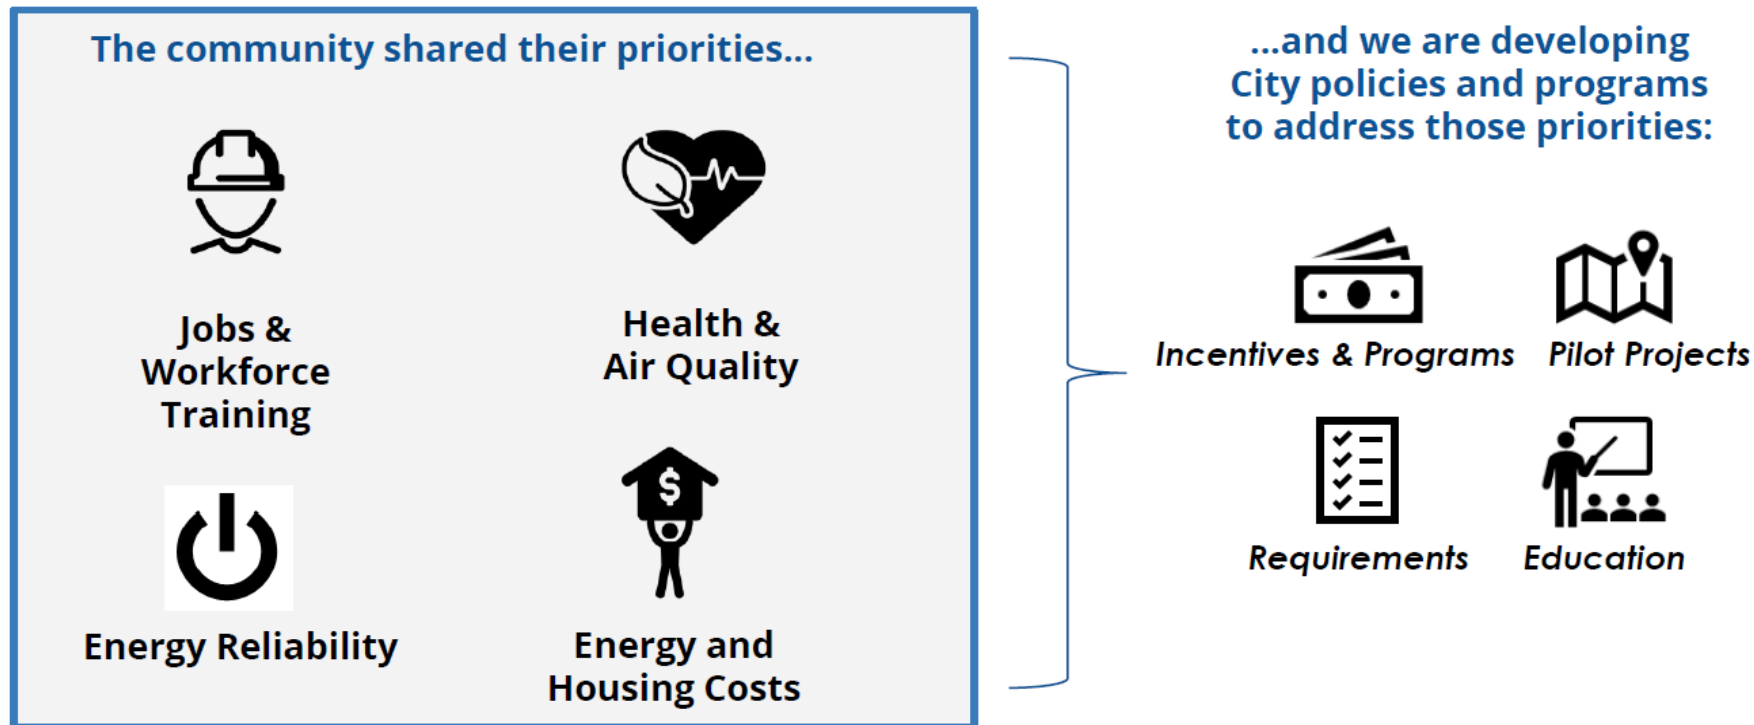 The community shared their priorities...
Jobs &
Workforce
Training
Health &
Air Quality
Energy Reliability
$
Energy and
Housing Costs
...and we are developing
City policies and programs
to address those priorities:
Incentives & Programs
Pilot Projects
Requirements
Education